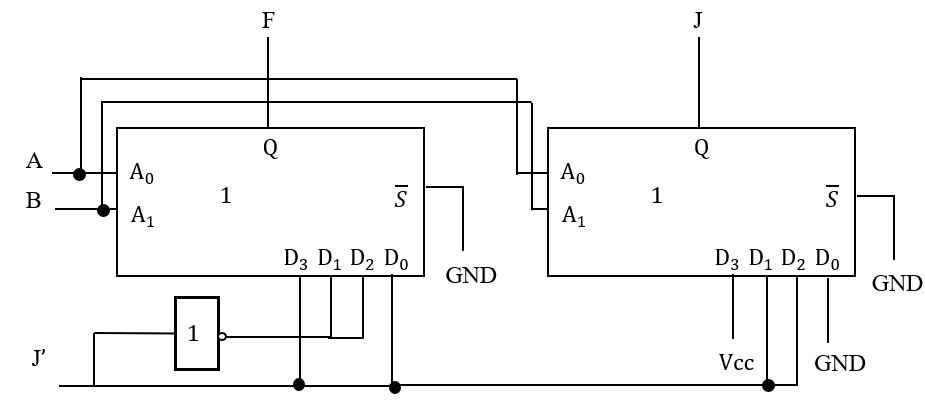 F
J
A
B
Q
A₀
1
A₁
S̅
D₃ D₁ D₂ D₀
GND
Q
A₀
1
A₁
S̅
D₃ D₁ D₂ D₀
GND
1
J’
Vcc
GND